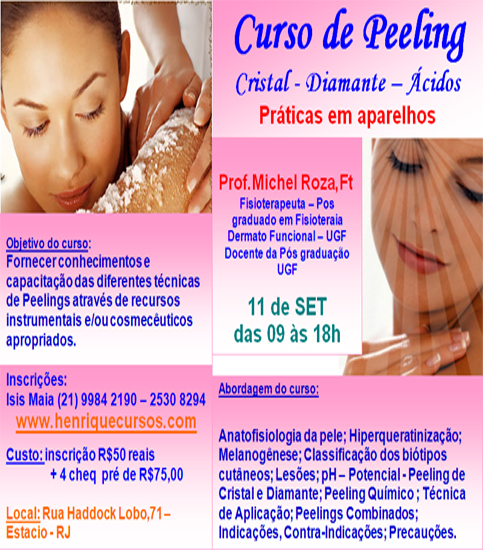 Curso de Peeling
Cristal - Diamante – Ácidos
Práticas em aparelhos
Prof. Michel Roza,Ft
Fisioterapeuta – Pos
graduado em Fisioteraia
Dermato Funcional – UGF
Docente da Pós graduação
UGF
11 de SET
das 09 às 18h
Objetivo do curso:
Fornecer conhecimentos e
capacitação das diferentes técnicas
de Peelings através de recursos
instrumentais e/ou cosmecêuticos
apropriados.
Inscrições:
Isis Maia (21) 9984 2190 – 2530 8294
www.henriquecursos.com
Custo: inscrição R$50 reais
+ 4 cheq pré de R$75,00
Local: Rua Haddock Lobo,71 –
Estacio - RJ
Abordagem do curso:
Anatofisiologia da pele; Hiperqueratinização;
Melanogênese; Classificação dos biótipos
cutâneos; Lesões; pH – Potencial - Peeling de
Cristal e Diamante; Peeling Químico ; Técnica
de Aplicação; Peelings Combinados;
Indicações, Contra-Indicações; Precauções.